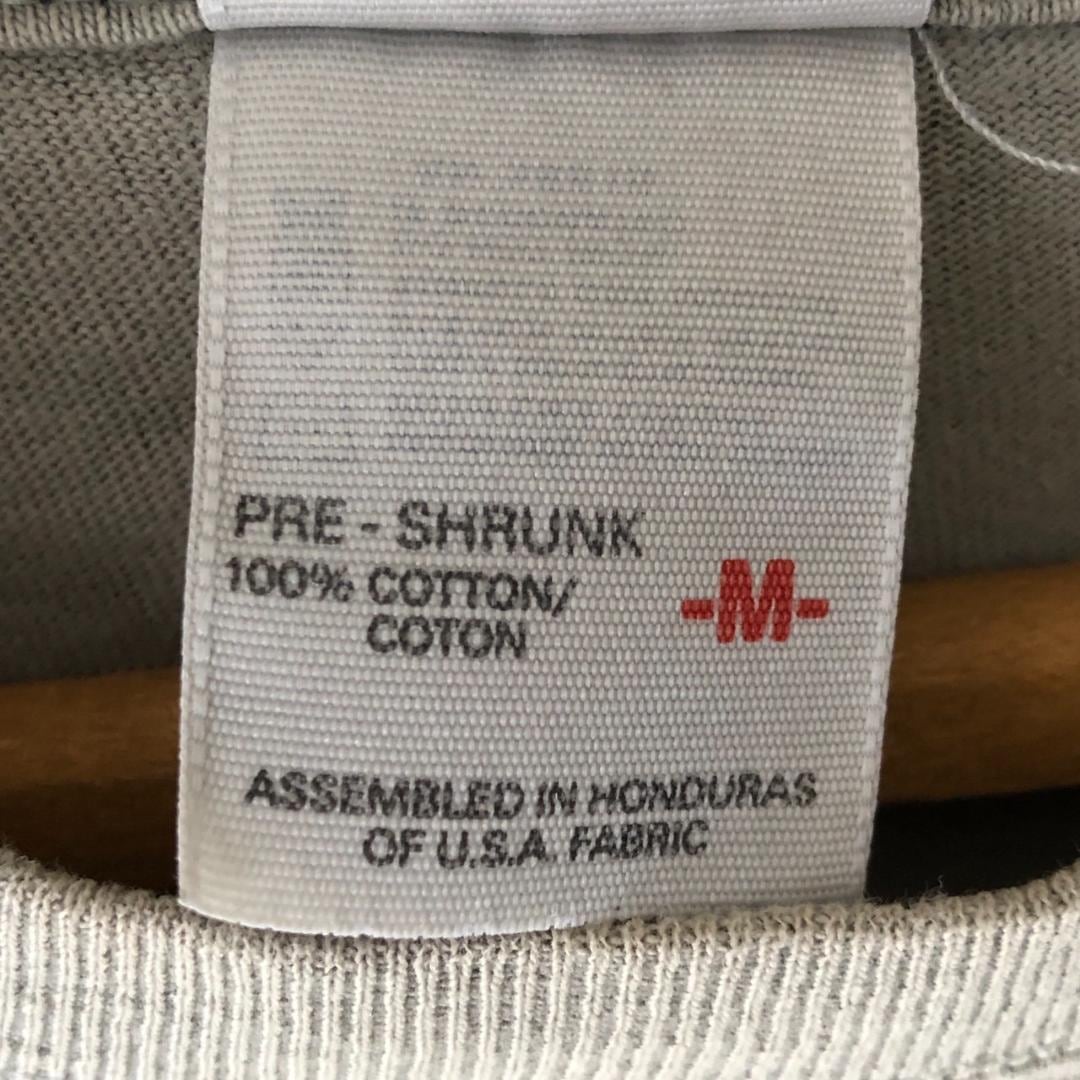 PRE - SHRUNK
100% COTTON/
COTON
-M-
ASSEMBLED IN HONDURAS
OF U.S.A. FABRIC